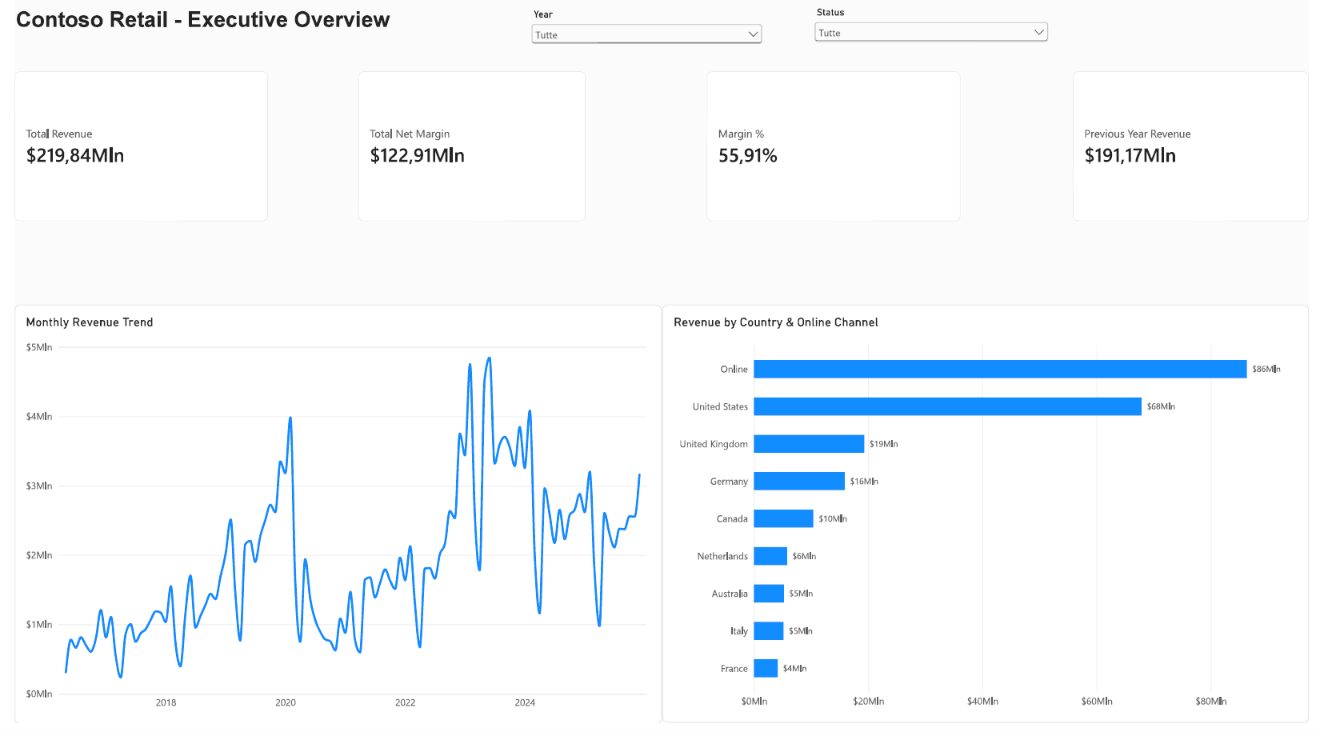 Contoso Retail - Executive Overview
Year
Tutte
Status
Tutte
Total Revenue
$219,84Mln
Total Net Margin
$122,91Mln
Margin %
55,91%
Previous Year Revenue
$191,17Mln
Monthly Revenue Trend
$5Mln
$4Mln
$3Mln
$2Mln
$1Mln
$0Mln
2018
2020
2022
2024
Revenue by Country & Online Channel
Online
$86Mln
United States
$68Mln
United Kingdom
$19Mln
Germany
$16Mln
Canada
$10Mln
Netherlands
$6Mln
Australia
$5Mln
Italy
$5Mln
France
$4Mln
$0Mln
$20Mln
$40Mln
$60Mln
$80Mln